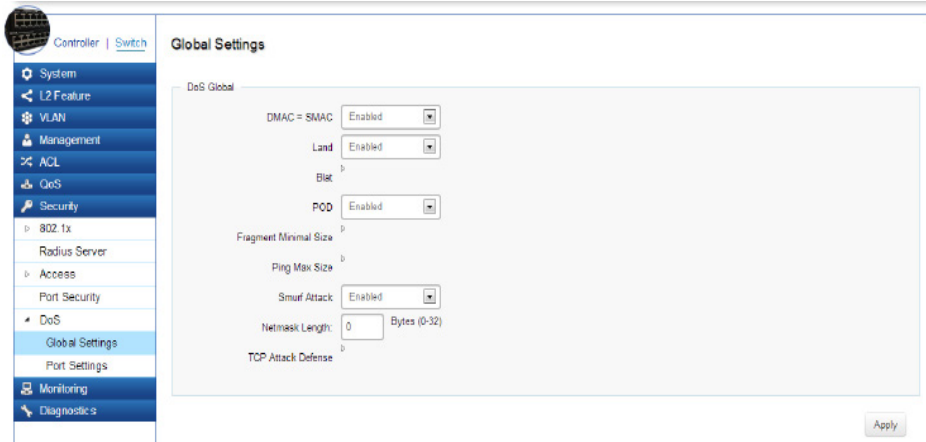 Controller | Switch
System
L2 Feature
VLAN
Management
ACL
QoS
Security
802.1x
Radius Server
Access
Port Security
DoS
Global Settings
Port Settings
Monitoring
Diagnostics
Global Settings
DoS Global
DMAC = SMAC Enabled
Land Enabled
Blat
POD Enabled
Fragment Minimal Size
Ping Max Size
Smurf Attack Enabled
Netmask Length: 0 Bytes (0-32)
TCP Attack Defense
Apply